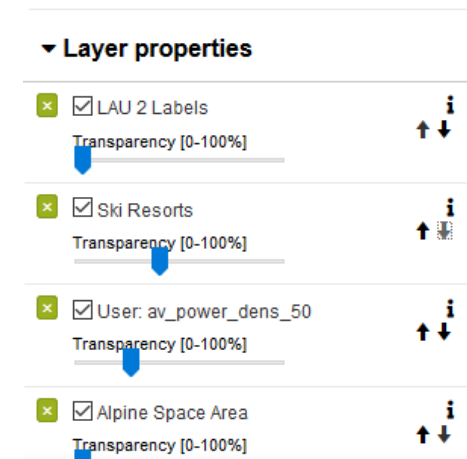 Layer properties
LAU 2 Labels
Transparency [0-100%]
Ski Resorts
Transparency [0-100%]
User: av_power_dens_50
Transparency [0-100%]
Alpine Space Area
Transparency [0-100%]